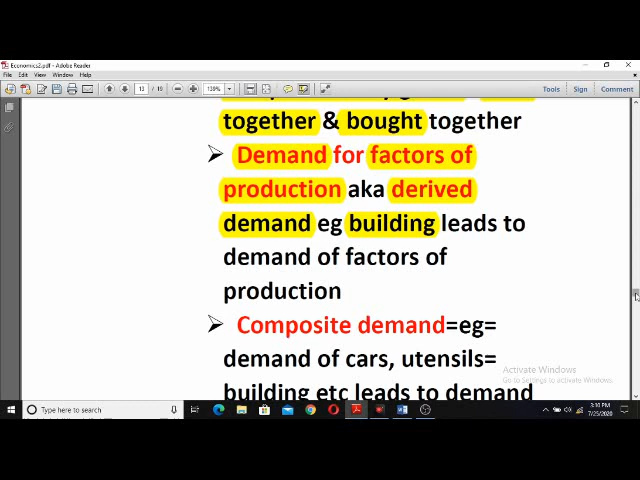 Economics2.pdf - Adobe Reader
File Edit View Window Help
13 / 19
139%
Tools Sign Comment
together & bought together
➢ Demand for factors of
production aka derived
demand eg building leads to
demand of factors of
production
➢ Composite demand=eg=
demand of cars, utensils=
building etc leads to demand
Activate Windows
Go to Settings to activate Windows.
Type here to search
3:10 PM
7/25/2020